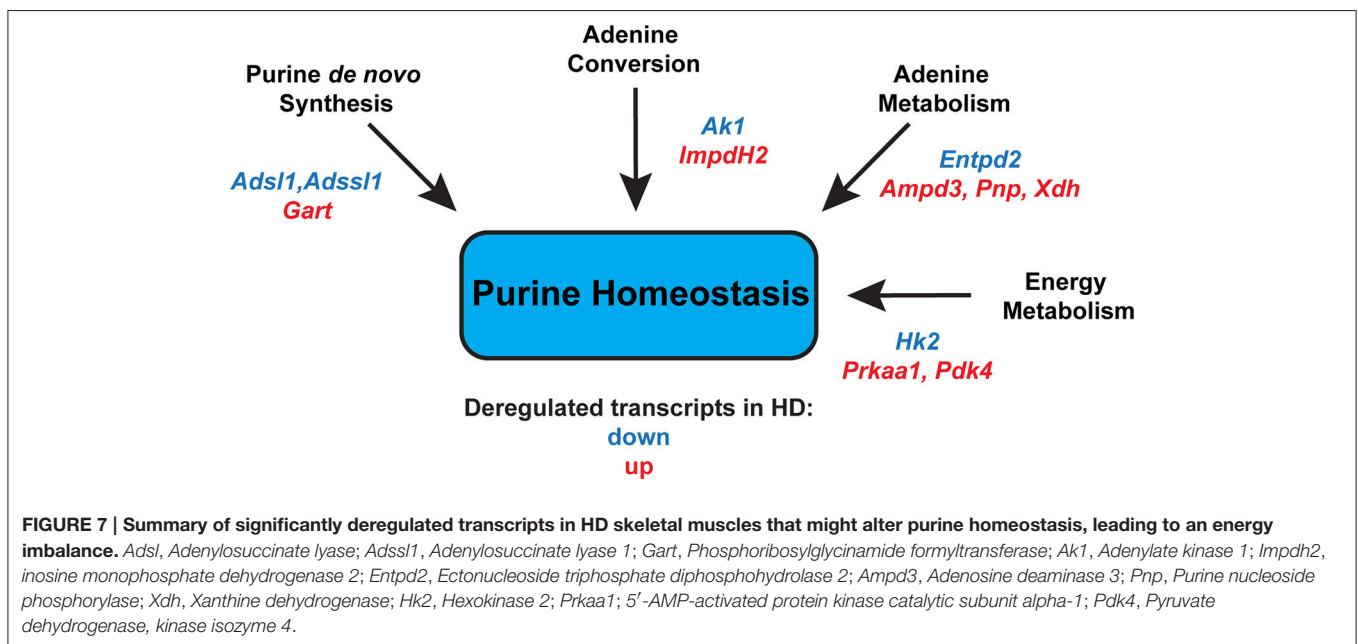 Adenine
Conversion
Purine de novo
Synthesis
Adenine
Metabolism
Ak1
ImpdH2
Entpd2
Ampd3, Pnp, Xdh
Adsl1,Adssl1
Gart
Purine Homeostasis
Energy
Metabolism
Hk2
Prkaa1, Pdk4
Deregulated transcripts in HD:
down
up
FIGURE 7 | Summary of significantly deregulated transcripts in HD skeletal muscles that might alter purine homeostasis, leading to an energy
imbalance. Adsl, Adenylosuccinate lyase; Adssl1, Adenylosuccinate lyase 1; Gart, Phosphoribosylglycinamide formyltransferase; Ak1, Adenylate kinase 1; Impdh2,
inosine monophosphate dehydrogenase 2; Entpd2, Ectonucleoside triphosphate diphosphohydrolase 2; Ampd3, Adenosine deaminase 3; Pnp, Purine nucleoside
phosphorylase; Xdh, Xanthine dehydrogenase; Hk2, Hexokinase 2; Prkaa1; 5′-AMP-activated protein kinase catalytic subunit alpha-1; Pdk4, Pyruvate
dehydrogenase, kinase isozyme 4.